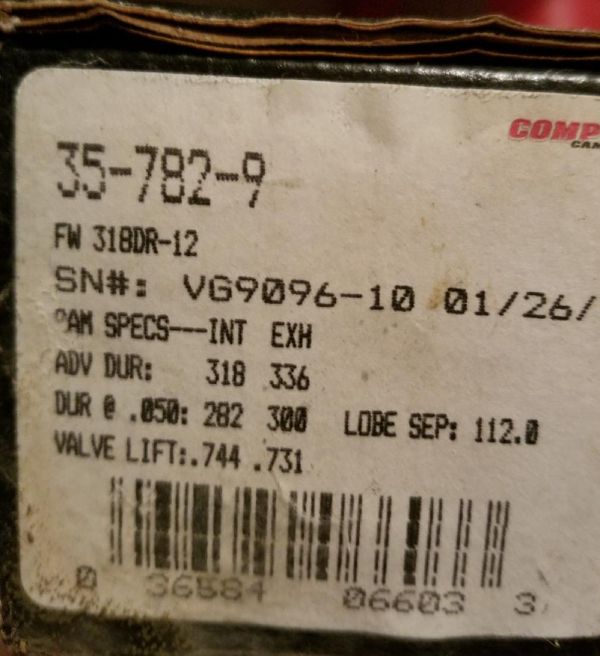 COMP
CAM
35-782-9
FW 318DR-12
SN#: VG9096-10 01/26/
CAM SPECS---INT EXH
ADV DUR: 318 336
DUR @ .050: 282 300 LOBE SEP: 112.0
VALVE LIFT:.744 .731
0 36584 06603 3